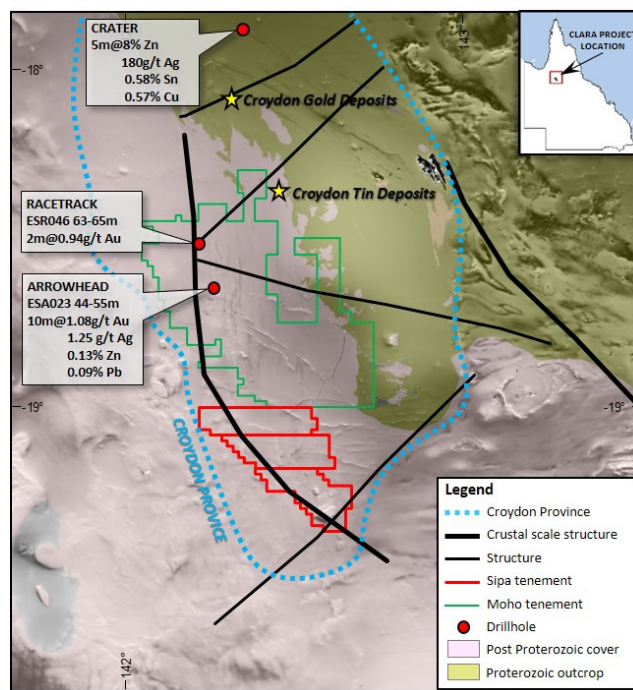 CRATER
5m@8% Zn
180g/t Ag
0.58% Sn
0.57% Cu
143°
CLARA PROJECT
LOCATION
-18°
Croydon Gold Deposits
Croydon Tin Deposits
RACETRACK
ESR046 63-65m
2m@0.94g/t Au
ARROWHEAD
ESA023 44-55m
10m@1.08g/t Au
1.25 g/t Ag
0.13% Zn
0.09% Pb
-19°
-19°
CROYDON PROVICE
142°
Legend
Croydon Province
Crustal scale structure
Structure
Sipa tenement
Moho tenement
Drillhole
Post Proterozoic cover
Proterozoic outcrop